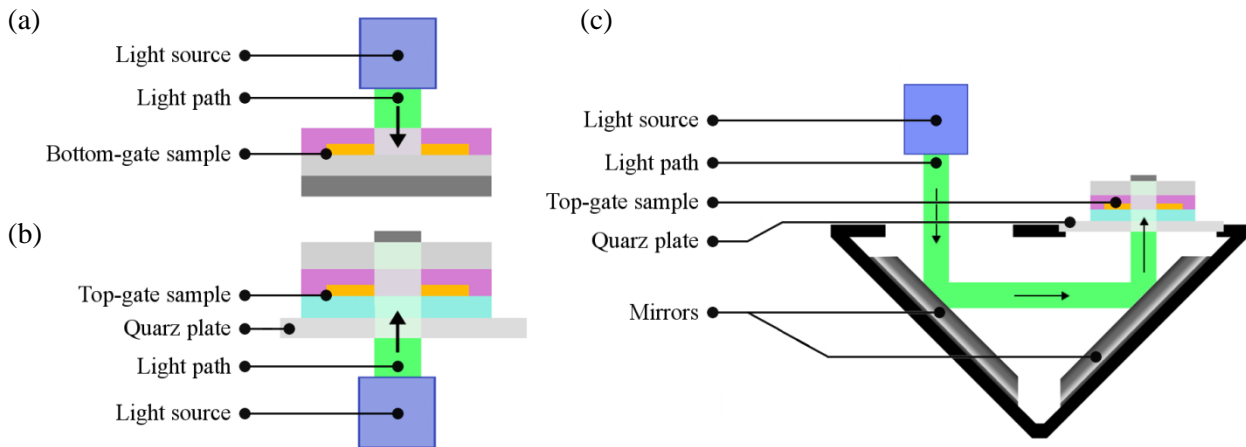 (a)
Light source
Light path
Bottom-gate sample
(b)
Top-gate sample
Quarz plate
Light path
Light source
(c)
Light source
Light path
Top-gate sample
Quarz plate
Mirrors